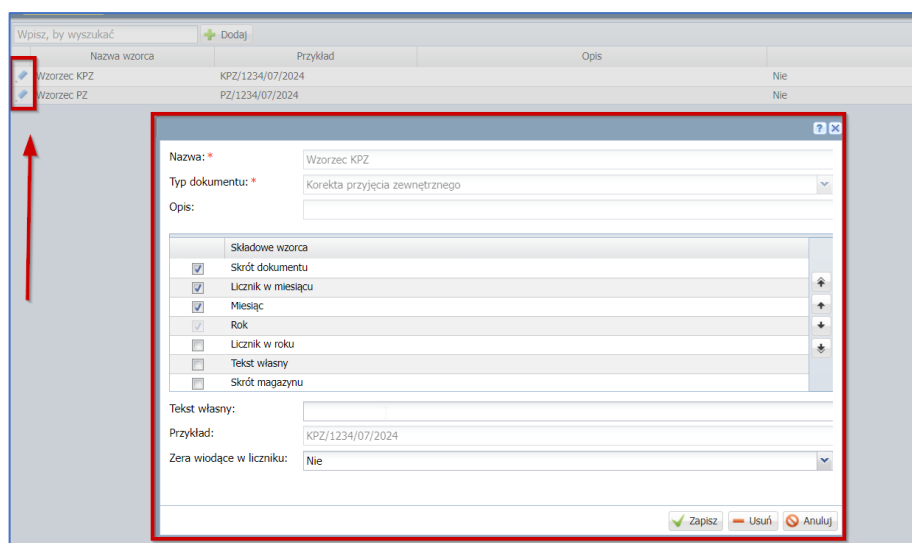 Wpisz, by wyszukać Dodaj
Nazwa wzorca Przykład Opis
Wzorzec KPZ KPZ/1234/07/2024 Nie
Wzorzec PZ PZ/1234/07/2024 Nie
Nazwa: * Wzorzec KPZ
Typ dokumentu: * Korekta przyjęcia zewnętrznego
Opis:
Składowe wzorca
Skrót dokumentu
Licznik w miesiącu
Miesiąc
Rok
Licznik w roku
Tekst własny
Skrót magazynu
Tekst własny:
Przykład: KPZ/1234/07/2024
Zera wiodące w liczniku: Nie
Zapisz Usuń Anuluj